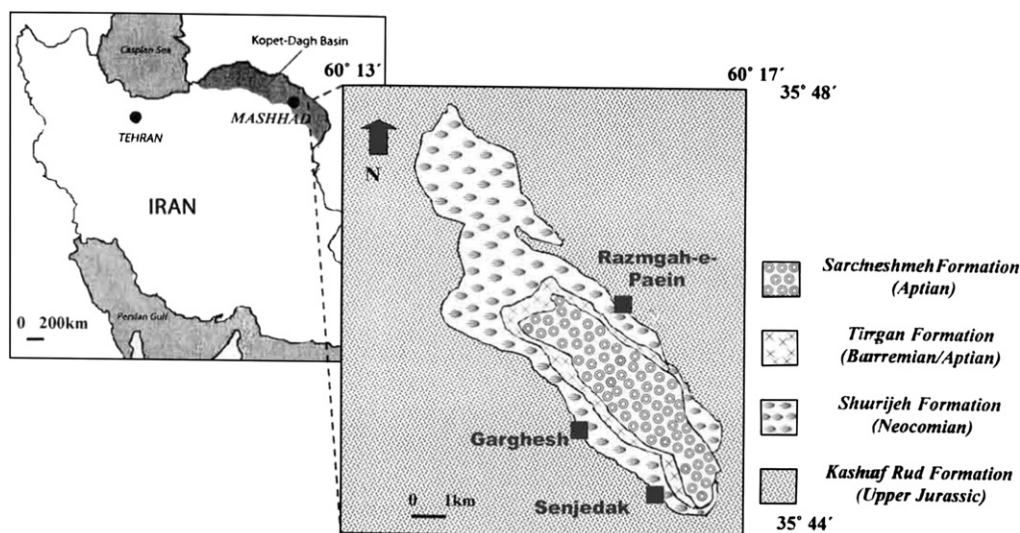 Caspian Sea
Kopet-Dagh Basin
60° 13´
MASHHAD
TEHRAN
IRAN
Persian Gulf
0 200km
60° 17´
35° 48´
N
Razmgah-e-
Paein
Garghesh
Senjedak
0 1km
35° 44´
Sarcheshmeh Formation
(Aptian)
Tirrgan Formation
(Barremian/Aptian)
Shurijeh Formation
(Neocomian)
Kashaf Rud Formation
(Upper Jurassic)